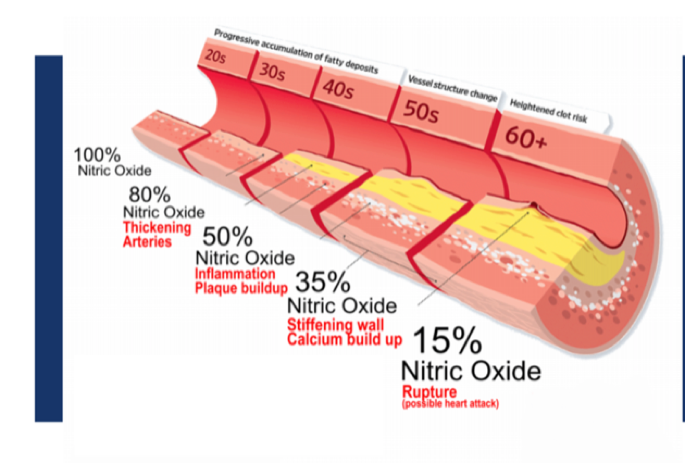 Progressive accumulation of fatty deposits
Vessel structure change
Heightened clot risk
20s
30s
40s
50s
60+
100%
Nitric Oxide
80%
Nitric Oxide
Thickening
Arteries
50%
Nitric Oxide
Inflammation
Plaque buildup
35%
Nitric Oxide
Stiffening wall
Calcium build up
15%
Nitric Oxide
Rupture
(possible heart attack)